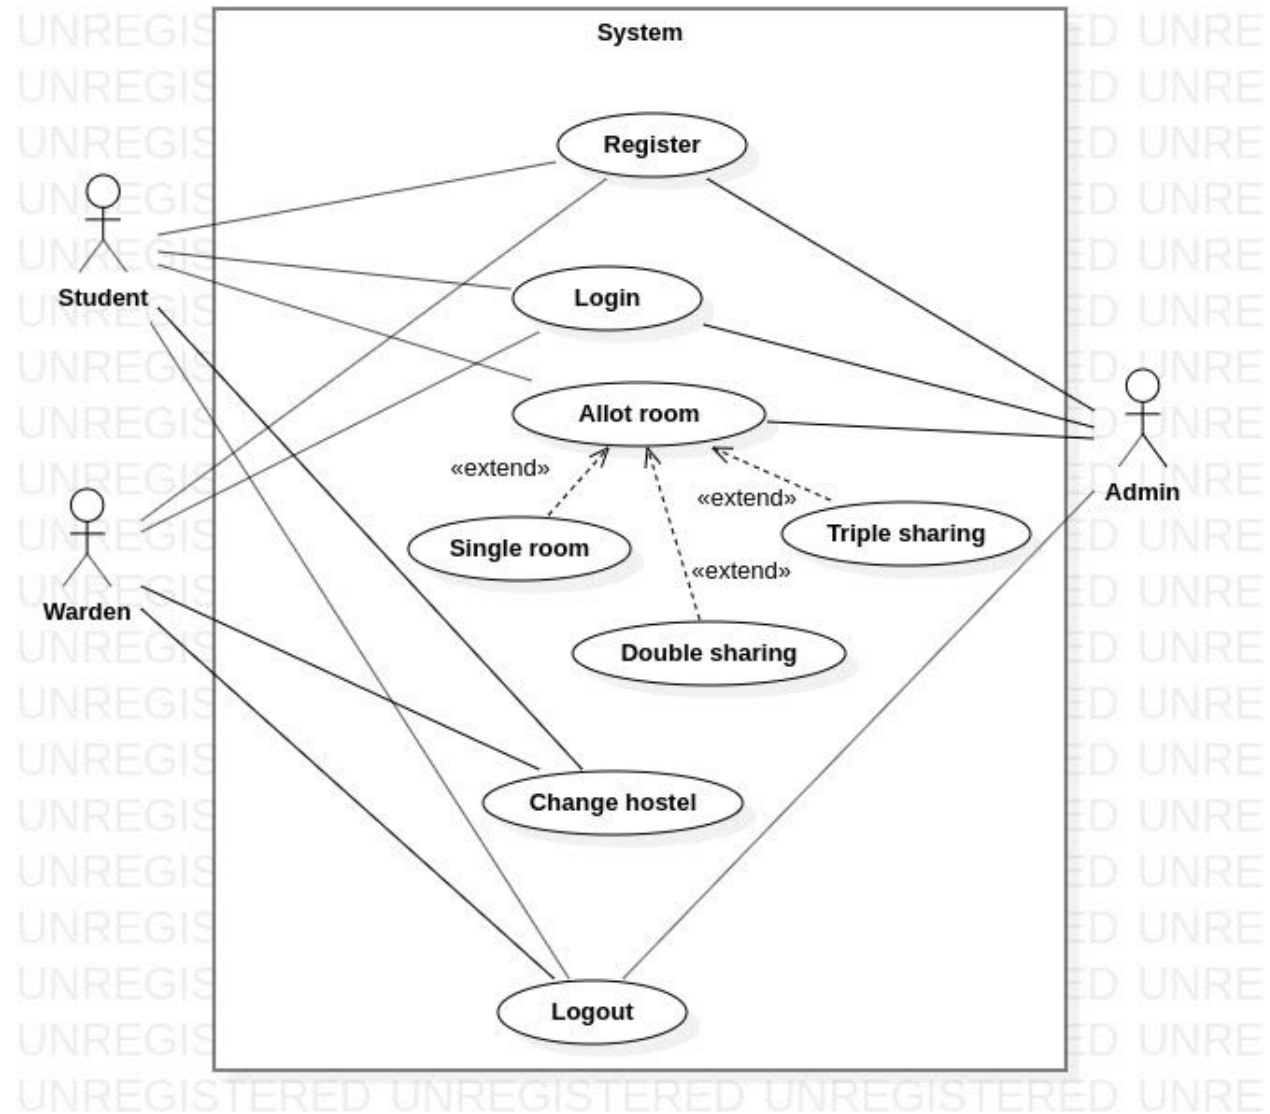 System
Register
Student
Login
Allot room
«extend»
«extend»
Admin
Single room
Triple sharing
«extend»
Warden
Double sharing
Change hostel
Logout
UNREGISTERED UNREGISTERED UNREGISTERED UNRE